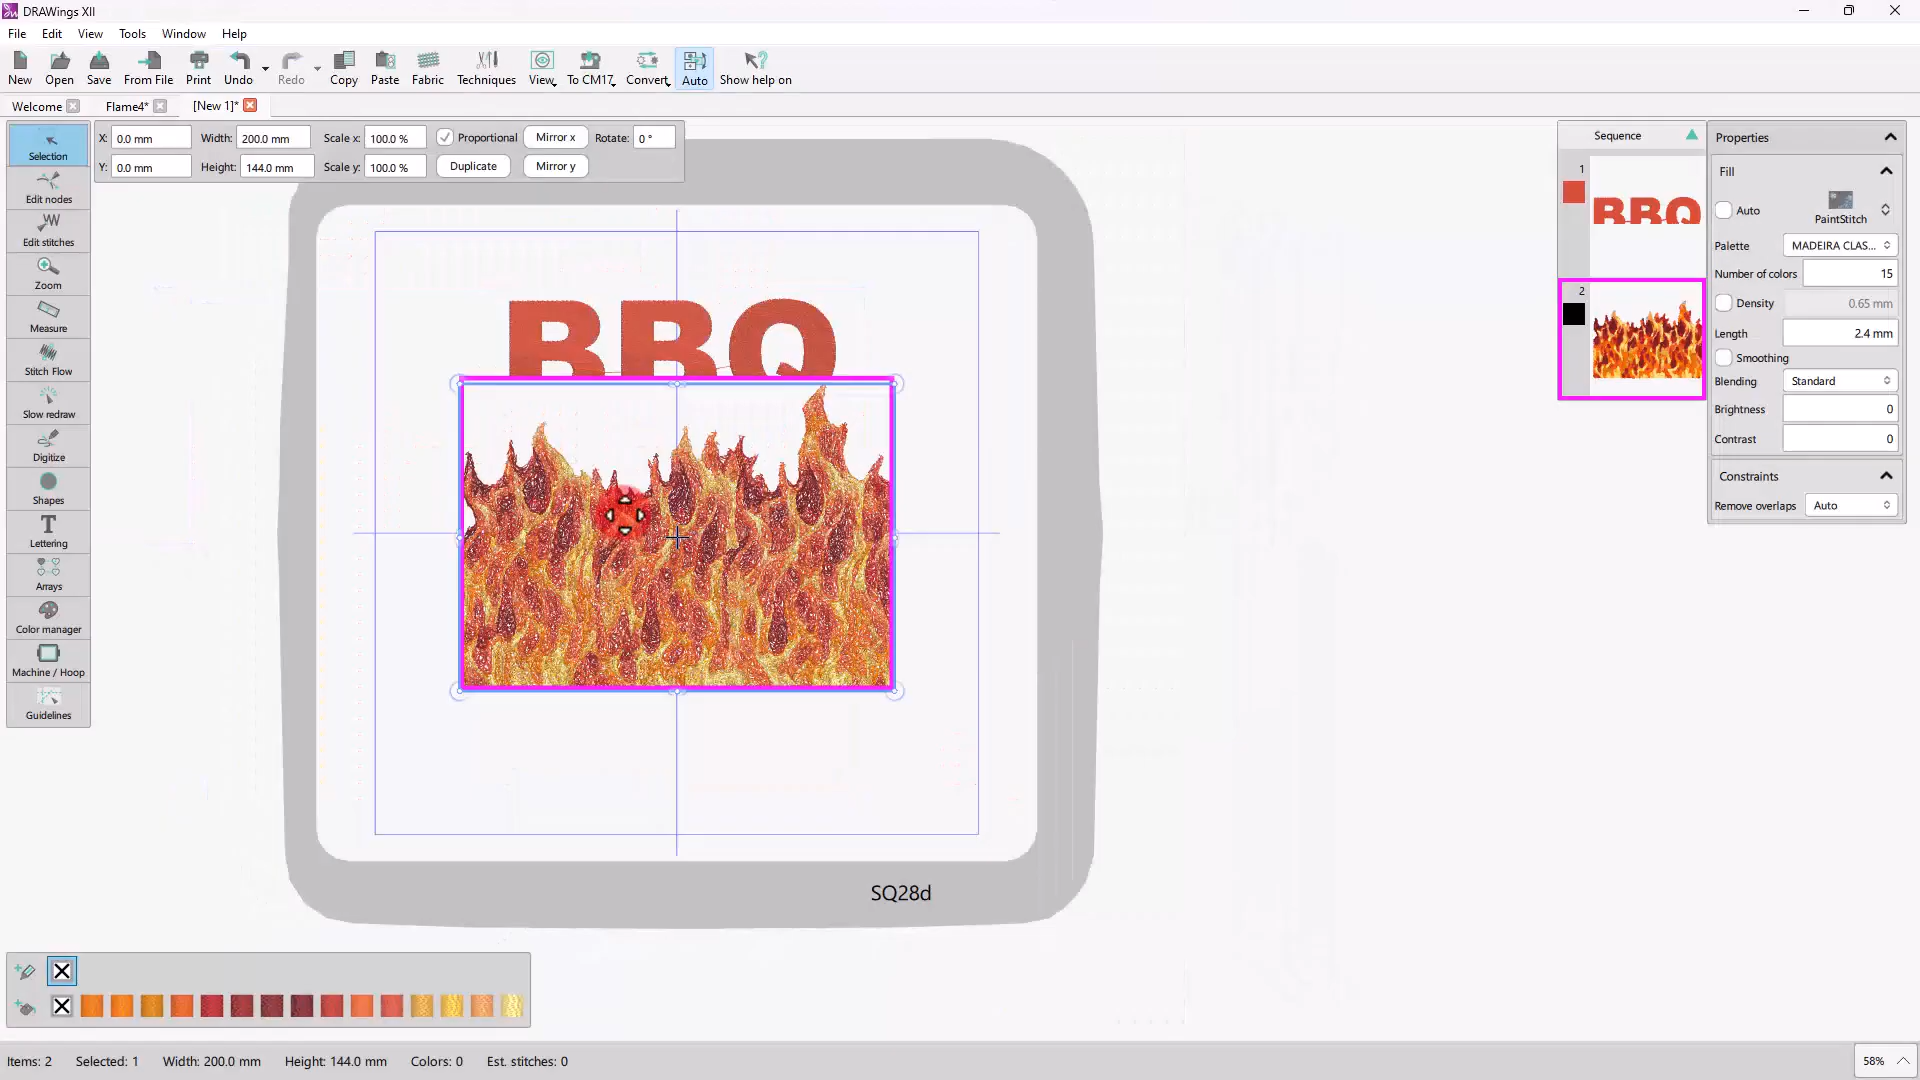 DRAWings XII
File Edit View Tools Window Help
New Open Save From File Print Undo Redo Copy Paste Fabric Techniques View To CM17 Convert Auto Show help on
Welcome Flame4* [New 1]*
Selection
Edit nodes
Edit stitches
Zoom
Measure
Stitch Flow
Slow redraw
Digitize
Shapes
Lettering
Arrays
Color manager
Machine / Hoop
Guidelines
X: 0.0 mm Width: 200.0 mm Scale x: 100.0 % Proportional Mirror x Rotate: 0 °
Y: 0.0 mm Height: 144.0 mm Scale y: 100.0 % Duplicate Mirror y
BBQ
SQ28d
Sequence
1
BBQ
2
Properties
Fill
Auto PaintStitch
Palette MADEIRA CLAS...
Number of colors 15
Density 0.65 mm
Length 2.4 mm
Smoothing
Blending Standard
Brightness 0
Contrast 0
Constraints
Remove overlaps Auto
Items: 2 Selected: 1 Width: 200.0 mm Height: 144.0 mm Colors: 0 Est. stitches: 0
58%